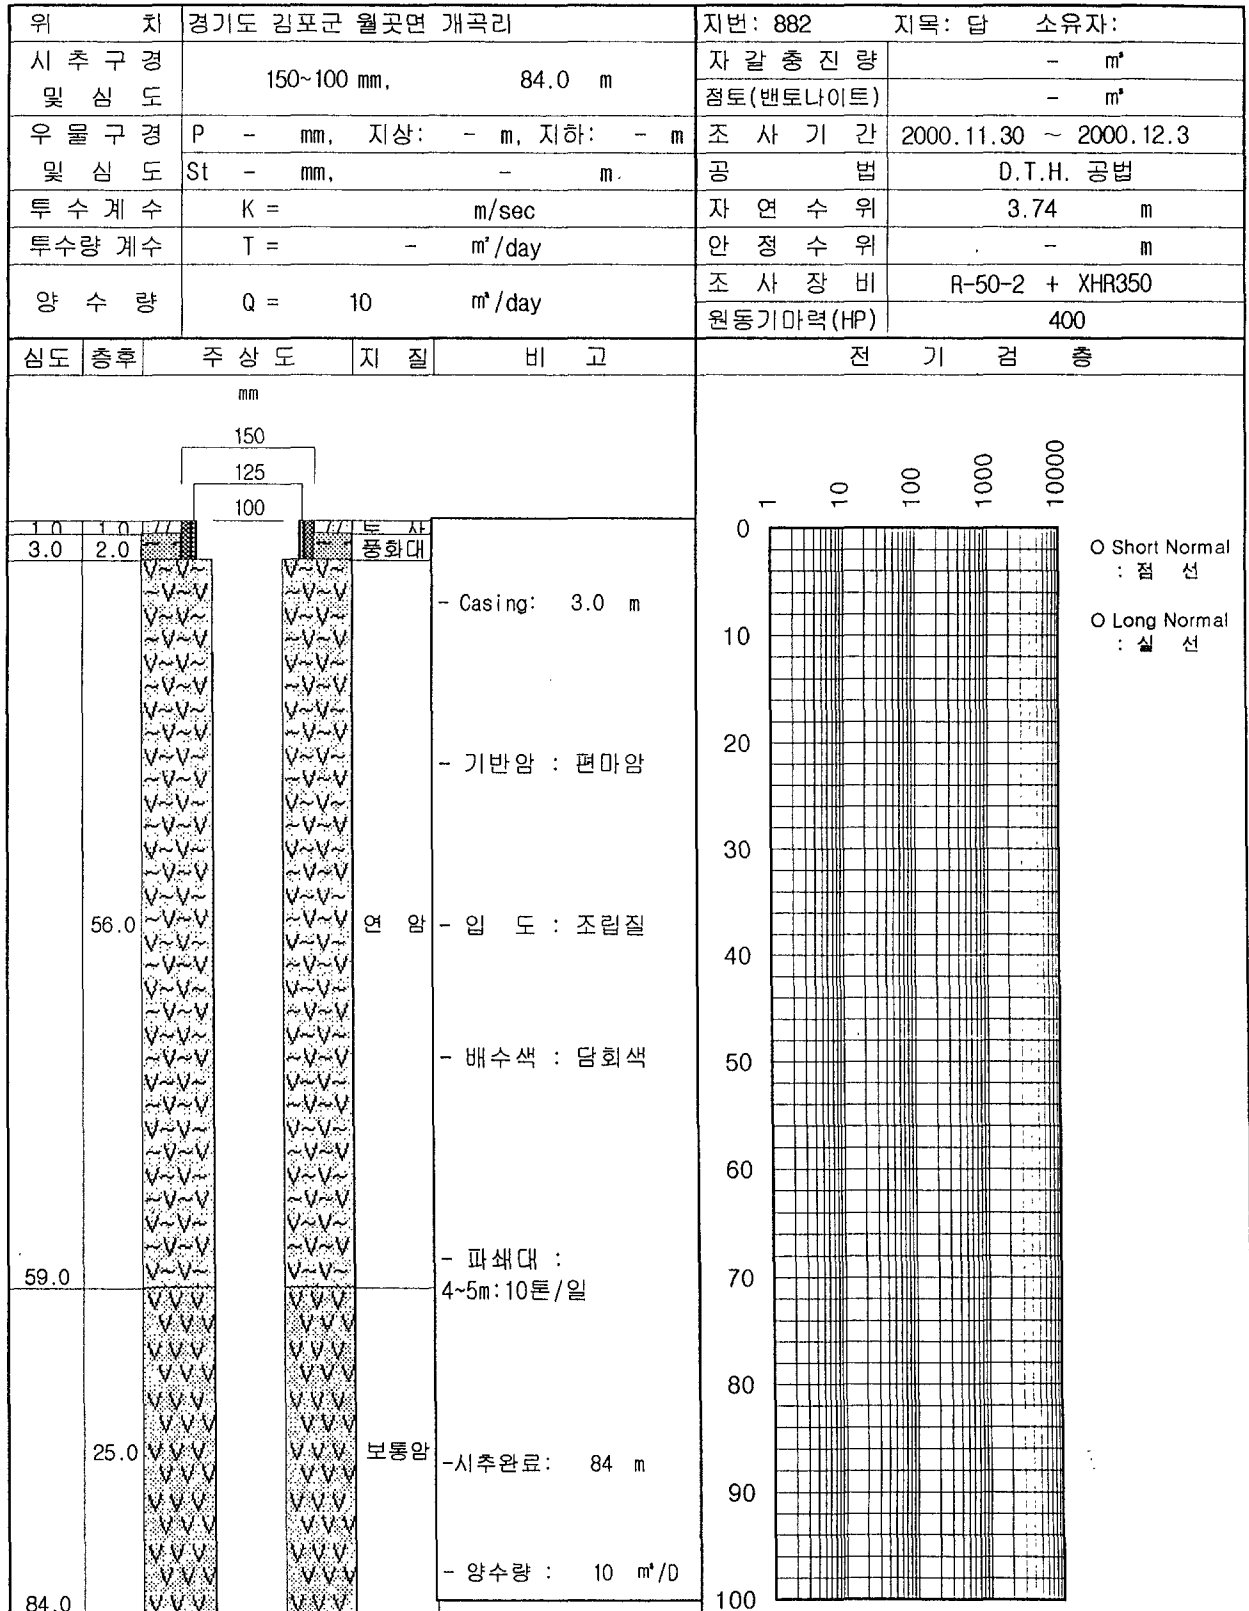 위 치 경기도 김포군 월곳면 개곡리 지번: 882 지목: 답 소유자:
시 추 구 경 및 심 도 150~100 mm, 84.0 m
자 갈 충 진 량 - m³
점토(밴토나이트) - m³
우 물 구 경 및 심 도 P - mm, 지상: - m, 지하: - m
St - mm, - m
조 사 기 간 2000.11.30 ~ 2000.12.3
공 법 D.T.H. 공법
투 수 계 수 K = m/sec 자 연 수 위 3.74 m
투수량 계수 T = - m²/day 안 정 수 위 - m
양 수 량 Q = 10 m³/day
조 사 장 비 R-50-2 + XHR350
원동기마력(HP) 400
심도 층후 주 상 도 지 질 비 고 전 기 검 층
mm
150
125
100
1.0 1.0 토 사
3.0 2.0 풍화대
- Casing: 3.0 m
- 기반암 : 편마암
56.0 연 암 - 입 도 : 조립질
- 배수색 : 담회색
- 파쇄대 :
59.0
4~5m:10톤/일
25.0 보통암 -시추완료: 84 m
- 양수량 : 10 m³/D
84.0
1 10 100 1000 10000
0
10
20
30
40
50
60
70
80
90
100
O Short Normal
: 점 선
O Long Normal
: 실 선